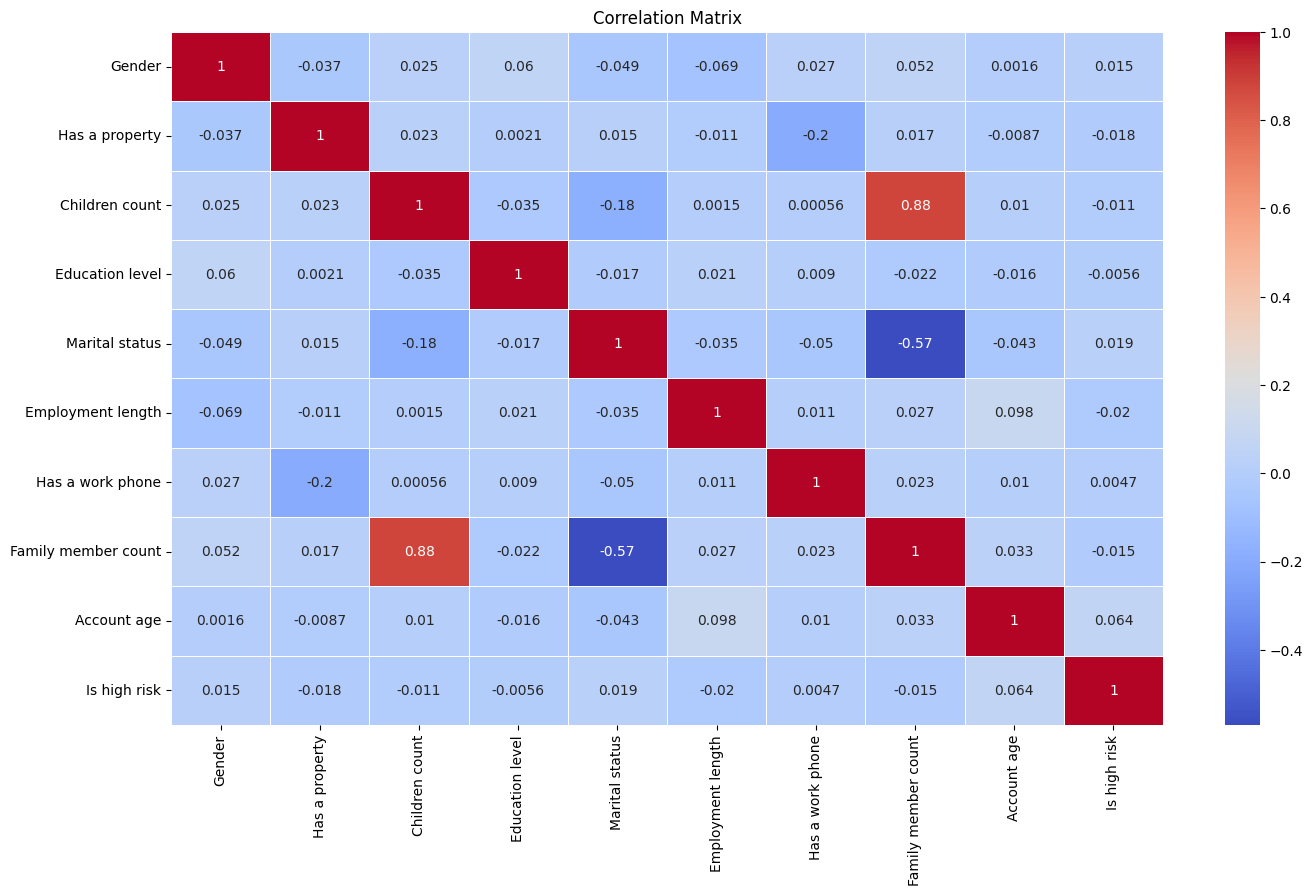 Correlation Matrix
Gender 1 -0.037 0.025 0.06 -0.049 -0.069 0.027 0.052 0.0016 0.015
Has a property -0.037 1 0.023 0.0021 0.015 -0.011 -0.2 0.017 -0.0087 -0.018
Children count 0.025 0.023 1 -0.035 -0.18 0.0015 0.00056 0.88 0.01 -0.011
Education level 0.06 0.0021 -0.035 1 -0.017 0.021 0.009 -0.022 -0.016 -0.0056
Marital status -0.049 0.015 -0.18 -0.017 1 -0.035 -0.05 -0.57 -0.043 0.019
Employment length -0.069 -0.011 0.0015 0.021 -0.035 1 0.011 0.027 0.098 -0.02
Has a work phone 0.027 -0.2 0.00056 0.009 -0.05 0.011 1 0.023 0.01 0.0047
Family member count 0.052 0.017 0.88 -0.022 -0.57 0.027 0.023 1 0.033 -0.015
Account age 0.0016 -0.0087 0.01 -0.016 -0.043 0.098 0.01 0.033 1 0.064
Is high risk 0.015 -0.018 -0.011 -0.0056 0.019 -0.02 0.0047 -0.015 0.064 1
Gender
Has a property
Children count
Education level
Marital status
Employment length
Has a work phone
Family member count
Account age
Is high risk
1.0
0.8
0.6
0.4
0.2
0.0
−0.2
−0.4